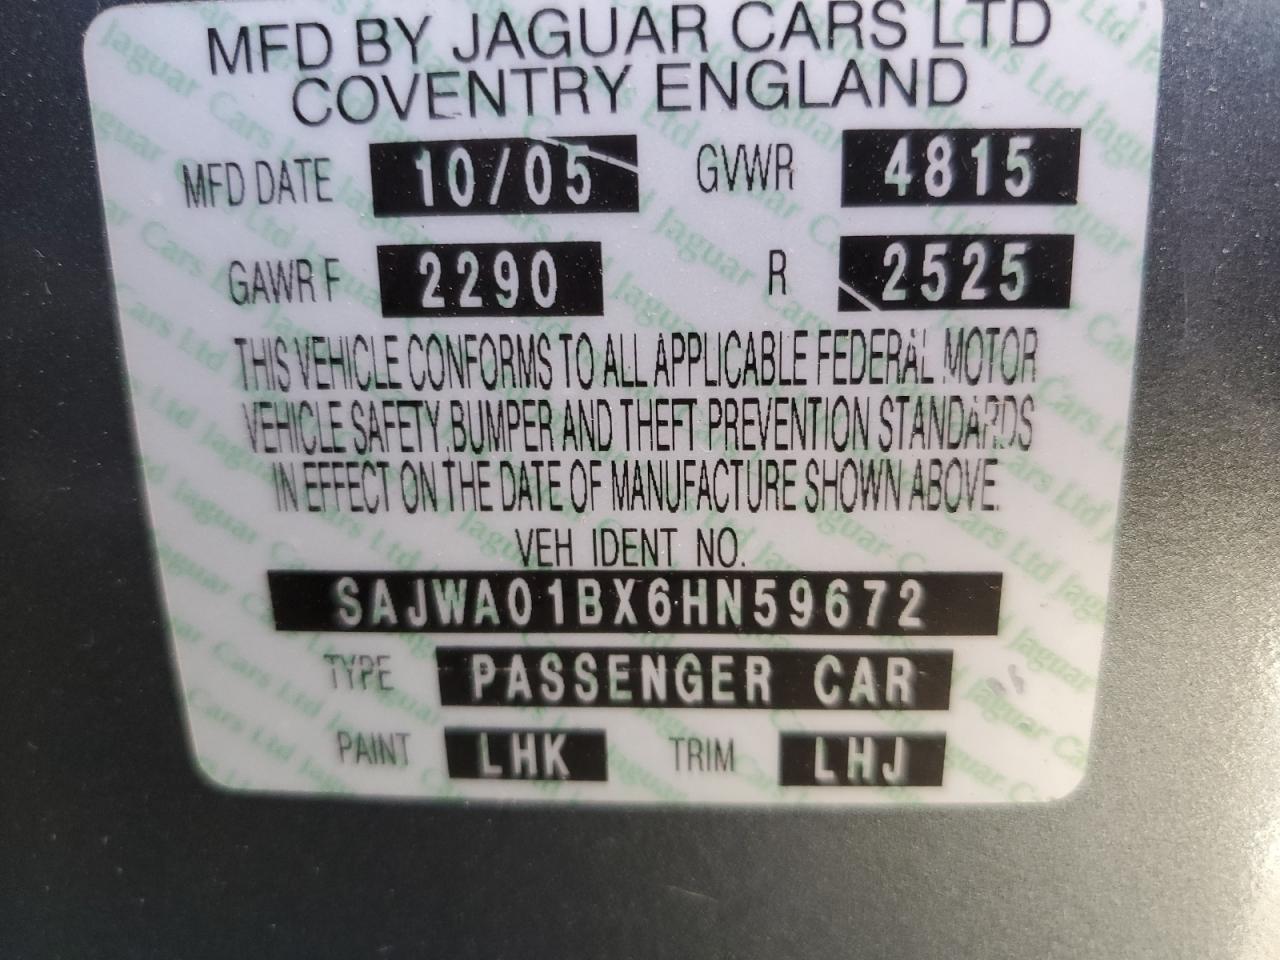 MFD BY JAGUAR CARS LTD
COVENTRY ENGLAND
MFD DATE 10/05 GVWR 4815
GAWR F 2290 R 2525
THIS VEHICLE CONFORMS TO ALL APPLICABLE FEDERAL MOTOR
VEHICLE SAFETY, BUMPER AND THEFT PREVENTION STANDARDS
IN EFFECT ON THE DATE OF MANUFACTURE SHOWN ABOVE.
VEH IDENT NO.
SAJWA01BX6HN59672
TYPE PASSENGER CAR
PAINT LHK TRIM LHJ